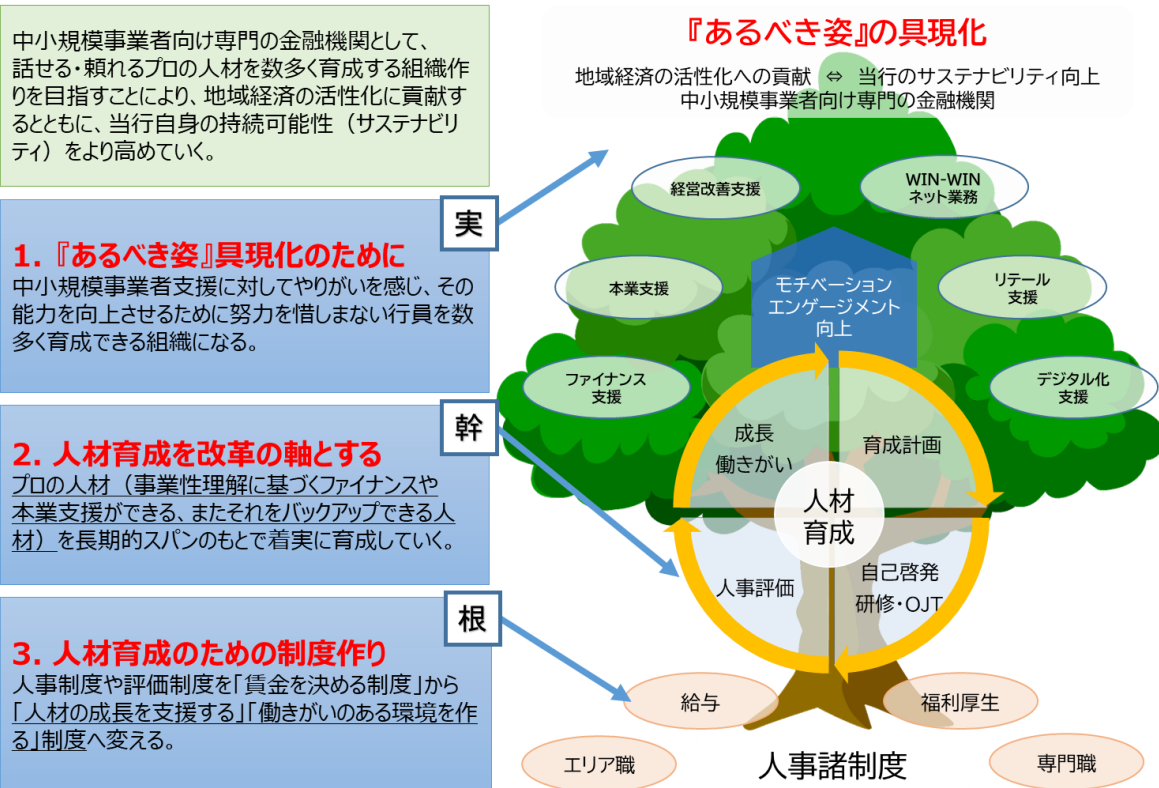 中小規模事業者向け専門の金融機関として、
話せる・頼れるプロの人材を数多く育成する組織作
りを目指すことにより、地域経済の活性化に貢献す
るとともに、当行自身の持続可能性（サステナビリ
ティ）をより高めていく。
実
1. 『あるべき姿』具現化のために
中小規模事業者支援に対してやりがいを感じ、その
能力を向上させるために努力を惜しまない行員を数
多く育成できる組織になる。
幹
2. 人材育成を改革の軸とする
プロの人材（事業性理解に基づくファイナンスや
本業支援ができる、またそれをバックアップできる人
材）を長期的スパンのもとで着実に育成していく。
根
3. 人材育成のための制度作り
人事制度や評価制度を「賃金を決める制度」から
「人材の成長を支援する」「働きがいのある環境を作
る」制度へ変える。
『あるべき姿』の具現化
地域経済の活性化への貢献 ⇔ 当行のサステナビリティ向上
中小規模事業者向け専門の金融機関
経営改善支援
WIN-WIN
ネット業務
本業支援
モチベーション
エンゲージメント
向上
リテール
支援
ファイナンス
支援
デジタル化
支援
成長
働きがい
育成計画
人材
育成
人事評価
自己啓発
研修・OJT
給与
福利厚生
エリア職
人事諸制度
専門職